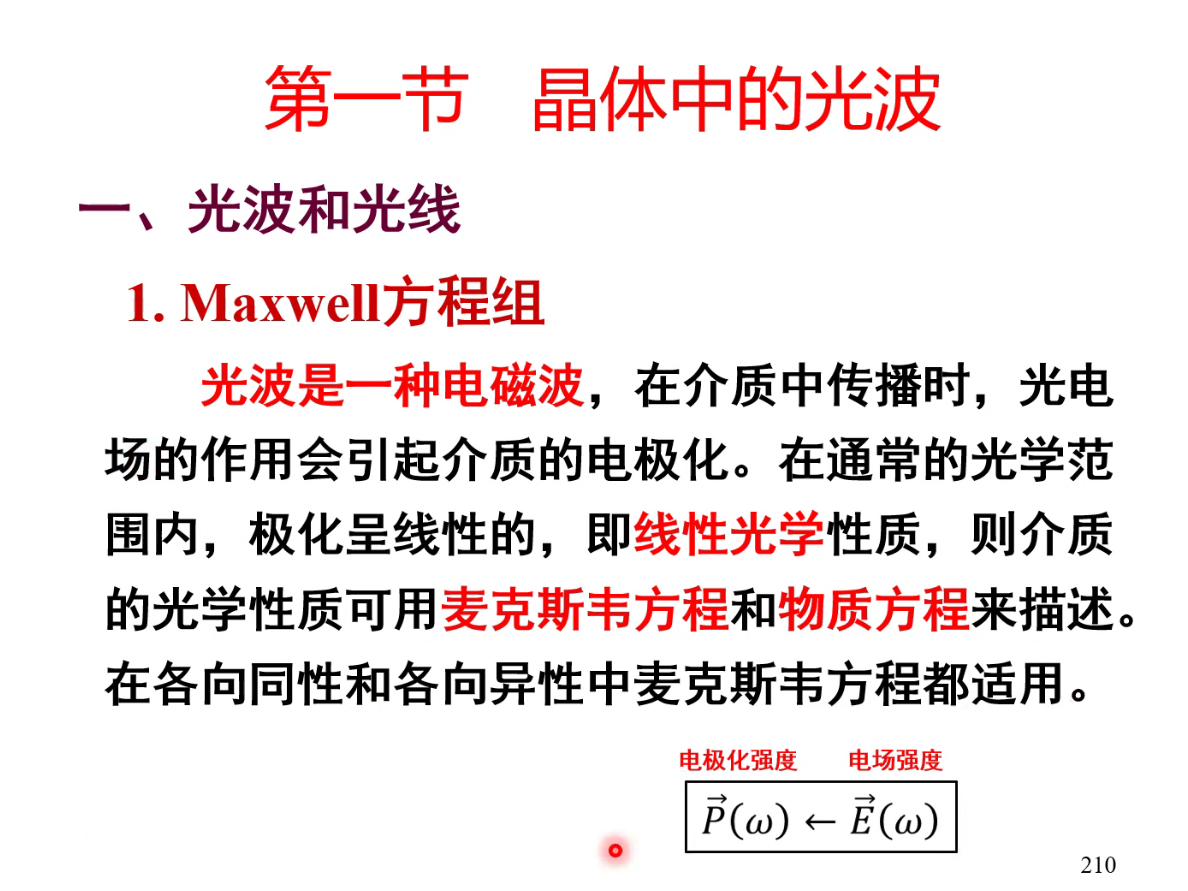 第一节 晶体中的光波
一、光波和光线
1. Maxwell方程组
光波是一种电磁波，在介质中传播时，光电
场的作用会引起介质的电极化。在通常的光学范
围内，极化呈线性的，即线性光学性质，则介质
的光学性质可用麦克斯韦方程和物质方程来描述。
在各向同性和各向异性中麦克斯韦方程都适用。
电极化强度 电场强度
P⃗(ω) ← E⃗(ω)
210